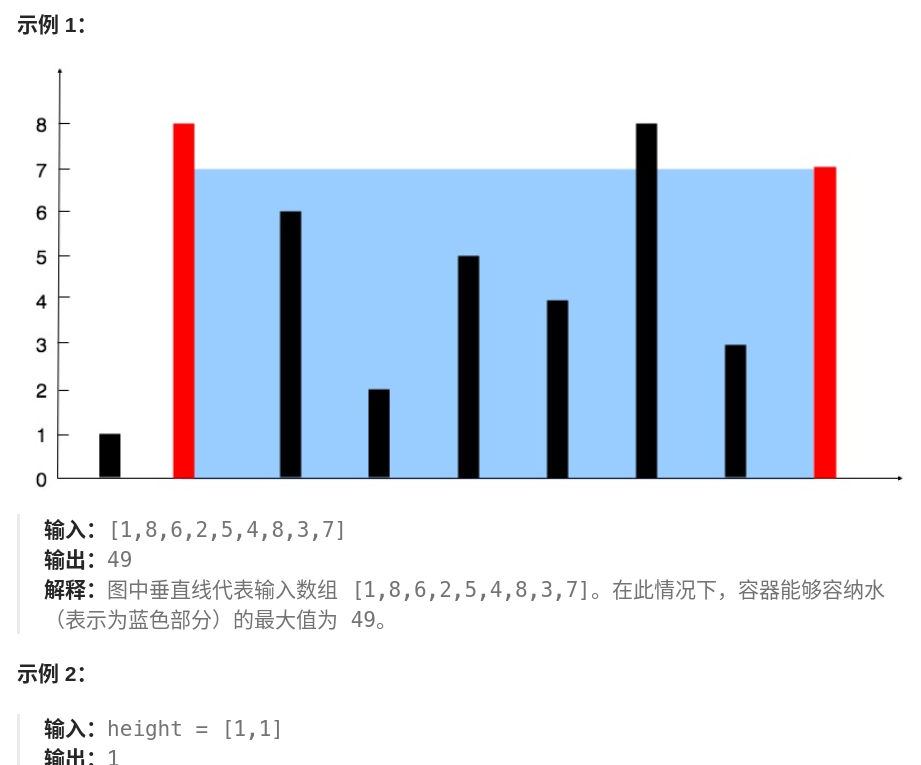 示例 1：
8
7
6
5
4
3
2
1
0
输入：[1,8,6,2,5,4,8,3,7]
输出：49
解释：图中垂直线代表输入数组 [1,8,6,2,5,4,8,3,7]。在此情况下，容器能够容纳水
（表示为蓝色部分）的最大值为 49。
示例 2：
输入：height = [1,1]
输出：1